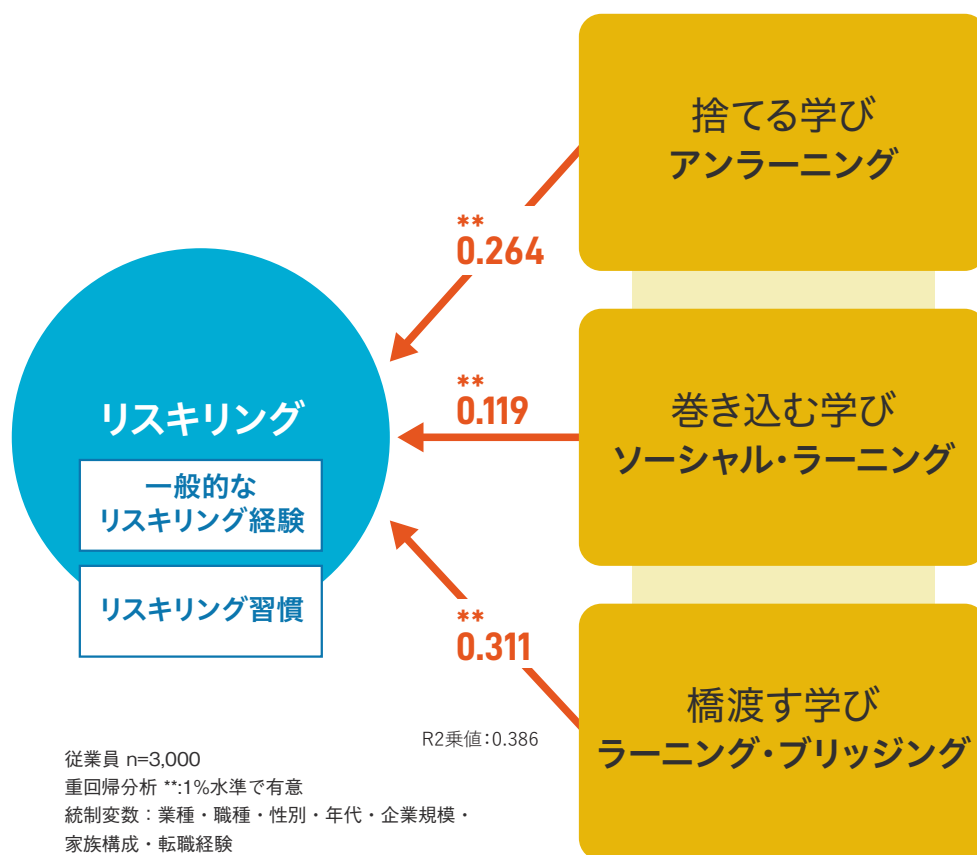 捨てる学び
アンラーニング
**
0.264
リスキリング
一般的な
リスキリング経験
リスキリング習慣
**
0.119
巻き込む学び
ソーシャル・ラーニング
**
0.311
橋渡す学び
ラーニング・ブリッジング
R2乗値：0.386
従業員 n=3,000
重回帰分析 **:1%水準で有意
統制変数：業種・職種・性別・年代・企業規模・
家族構成・転職経験